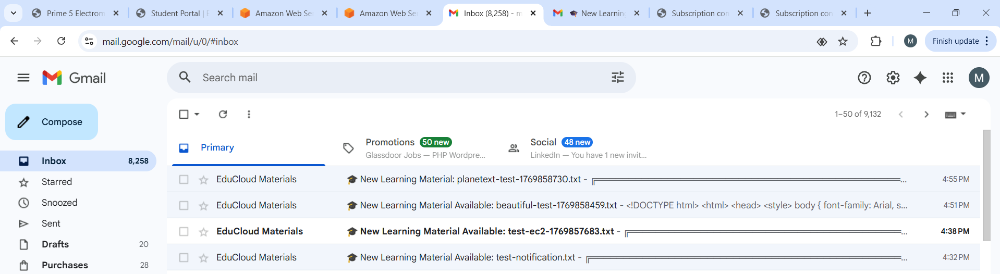 Prime 5 Electrom
Student Portal | E
Amazon Web Ser
Amazon Web Ser
Inbox (8,258) - m
🎓 New Learning
Subscription con
Subscription con
mail.google.com/mail/u/0/#inbox
M
Finish update
Gmail
Search mail
M
Compose
1–50 of 9,132
Primary
Promotions 50 new
Glassdoor Jobs — PHP Wordpre...
Social 48 new
LinkedIn — You have 1 new invit...
Inbox 8,258
Starred
Snoozed
Sent
Drafts 20
Purchases 28
EduCloud Materials 🎓 New Learning Material: planetext-test-1769858730.txt - ╔══════════════════════════════════════════... 4:55 PM
EduCloud Materials 🎓 New Learning Material Available: beautiful-test-1769858459.txt - <!DOCTYPE html> <html> <head> <style> body { font-family: Arial, s... 4:51 PM
EduCloud Materials 🎓 New Learning Material Available: test-ec2-1769857683.txt - ╔══════════════════════════════════════... 4:38 PM
EduCloud Materials 🎓 New Learning Material Available: test-notification.txt - ╔═══════════════════════════════════════════... 4:32 PM